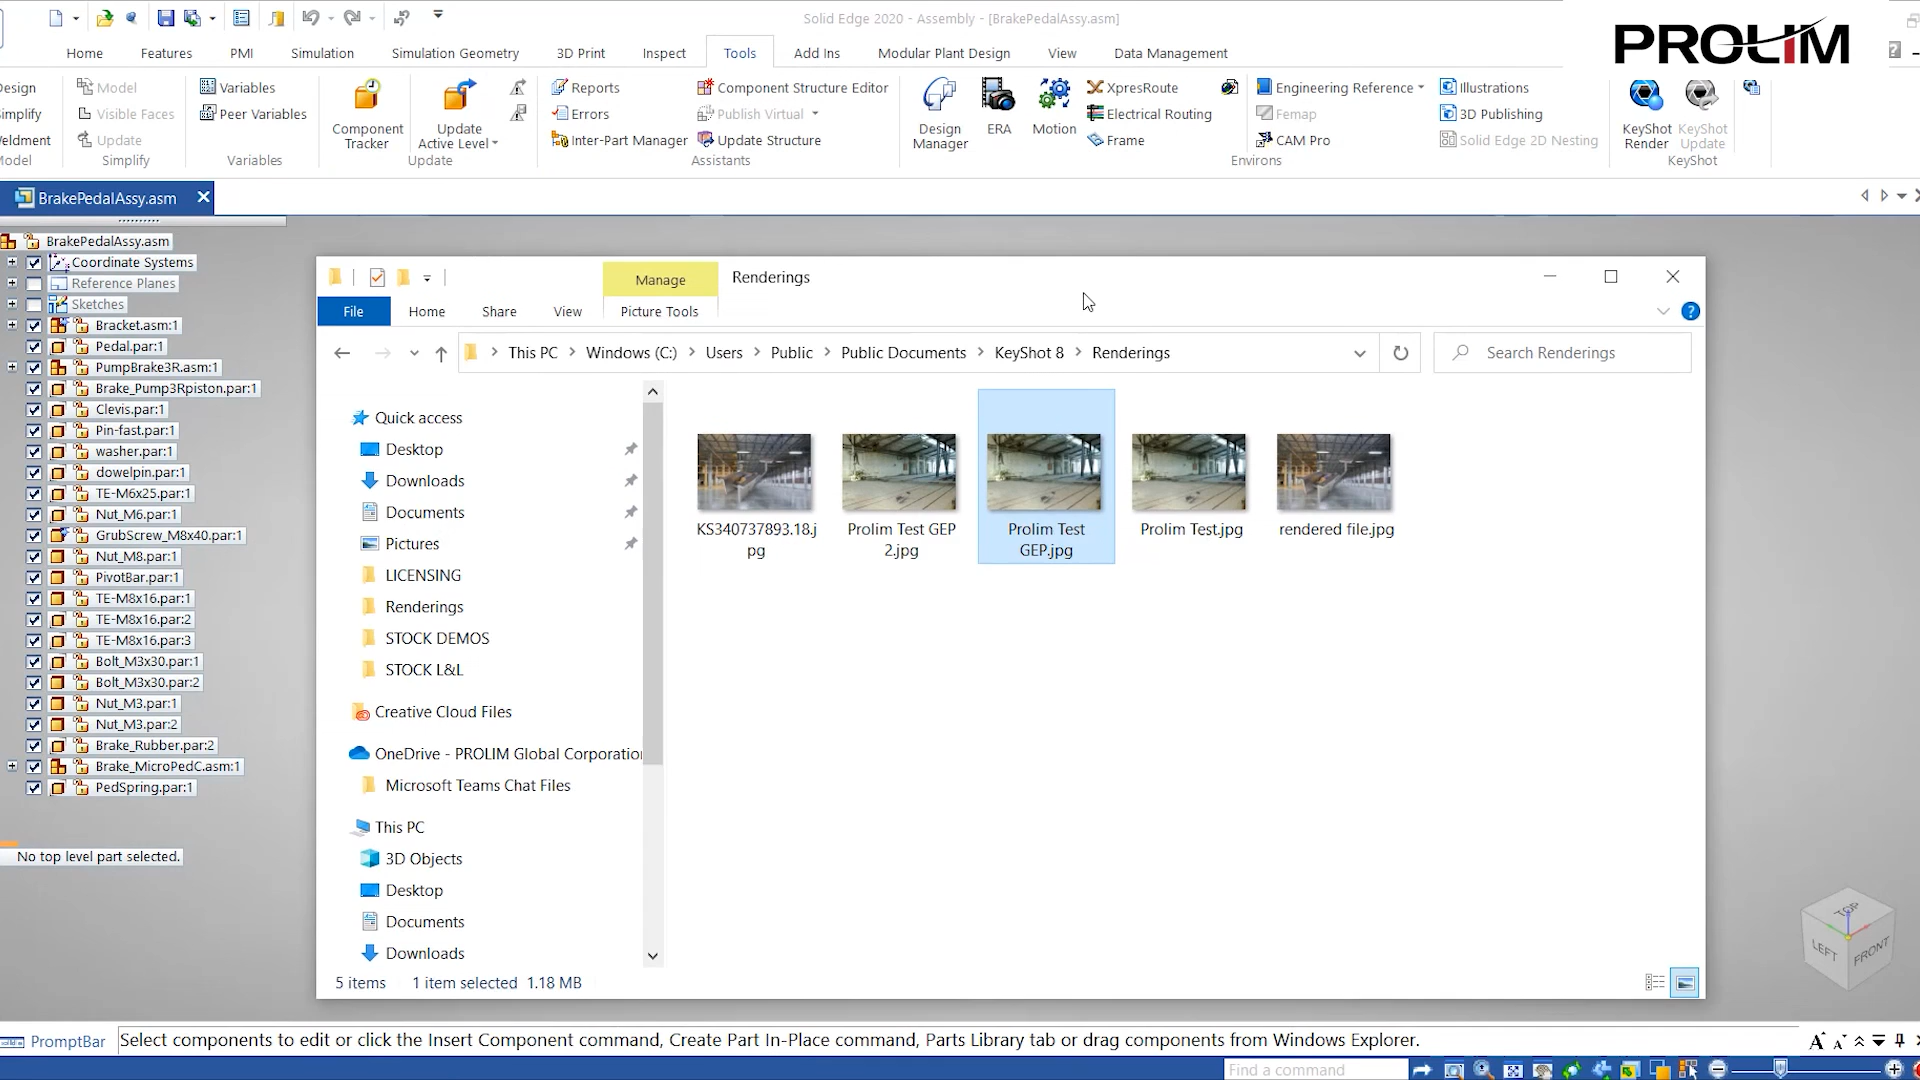 Solid Edge 2020 - Assembly - [BrakePedalAssy.asm]
PROLIM
Home Features PMI Simulation Simulation Geometry 3D Print Inspect Tools Add Ins Modular Plant Design View Data Management
Model
Visible Faces
Update
Simplify
Variables
Peer Variables
Variables
Component Tracker
Update Active Level
Update
Reports
Errors
Inter-Part Manager
Component Structure Editor
Publish Virtual
Update Structure
Assistants
Design Manager
ERA
Motion
XpresRoute
Electrical Routing
Frame
Engineering Reference
Femap
CAM Pro
Environs
Illustrations
3D Publishing
Solid Edge 2D Nesting
KeyShot Render
KeyShot Update
KeyShot
BrakePedalAssy.asm
BrakePedalAssy.asm
Coordinate Systems
Reference Planes
Sketches
Bracket.asm:1
Pedal.par:1
PumpBrake3R.asm:1
Brake_Pump3Rpiston.par:1
Clevis.par:1
Pin-fast.par:1
washer.par:1
dowelpin.par:1
TE-M6x25.par:1
Nut_M6.par:1
GrubScrew_M8x40.par:1
Nut_M8.par:1
PivotBar.par:1
TE-M8x16.par:1
TE-M8x16.par:2
TE-M8x16.par:3
Bolt_M3x30.par:1
Bolt_M3x30.par:2
Nut_M3.par:1
Nut_M3.par:2
Brake_Rubber.par:2
Brake_MicroPedC.asm:1
PedSpring.par:1
No top level part selected.
Manage Renderings
File Home Share View Picture Tools
This PC Windows (C:) Users Public Public Documents KeyShot 8 Renderings
Search Renderings
Quick access
Desktop
Downloads
Documents
Pictures
LICENSING
Renderings
STOCK DEMOS
STOCK L&L
Creative Cloud Files
OneDrive - PROLIM Global Corporation
Microsoft Teams Chat Files
This PC
3D Objects
Desktop
Documents
Downloads
KS340737893.18.j
pg
Prolim Test GEP
2.jpg
Prolim Test
GEP.jpg
Prolim Test.jpg
rendered file.jpg
5 items 1 item selected 1.18 MB
TOP
LEFT
FRONT
PromptBar
Select components to edit or click the Insert Component command, Create Part In-Place command, Parts Library tab or drag components from Windows Explorer.
Find a command